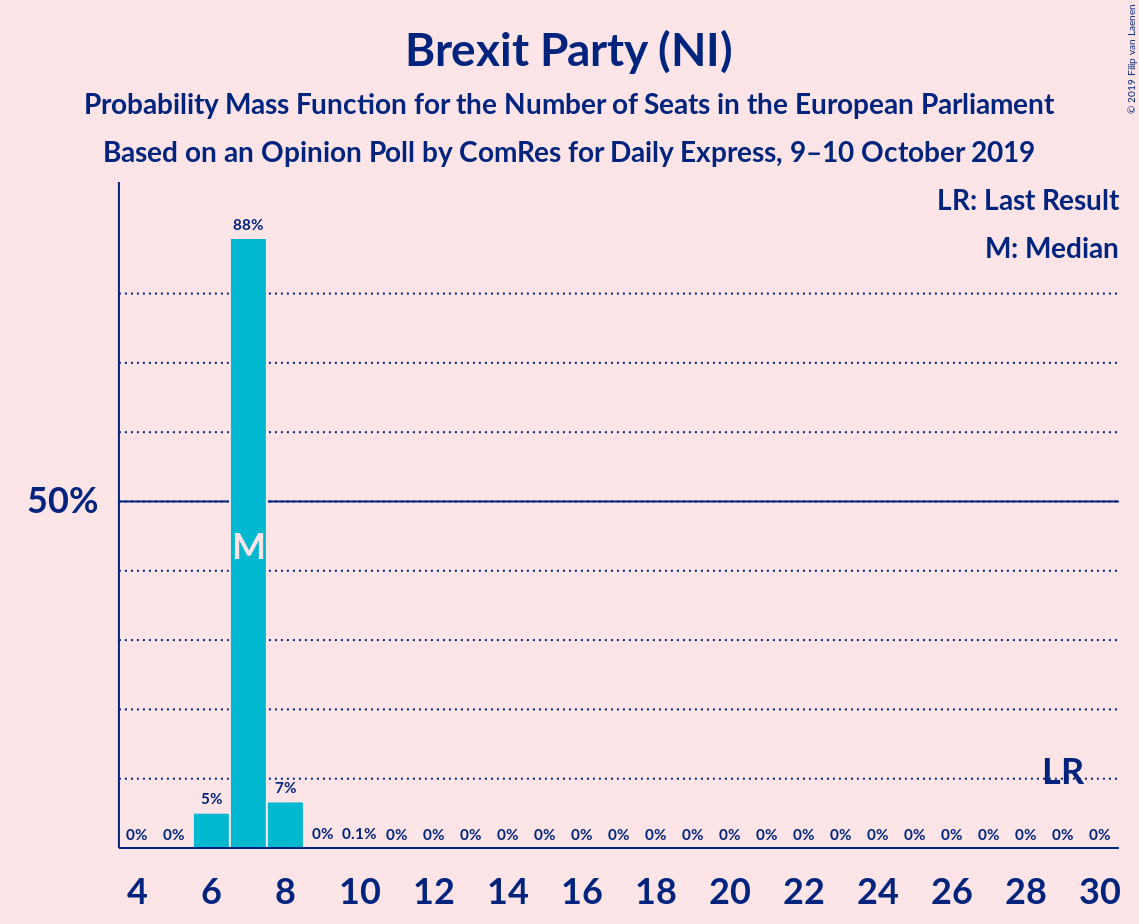 Brexit Party (NI)
Probability Mass Function for the Number of Seats in the European Parliament
Based on an Opinion Poll by ComRes for Daily Express, 9–10 October 2019
© 2019 Filip van Laenen
LR: Last Result
M: Median
88%
50%
M
LR
5%
7%
0% 0% 0% 0.1% 0% 0% 0% 0% 0% 0% 0% 0% 0% 0% 0% 0% 0% 0% 0% 0% 0% 0% 0% 0%
4 6 8 10 12 14 16 18 20 22 24 26 28 30